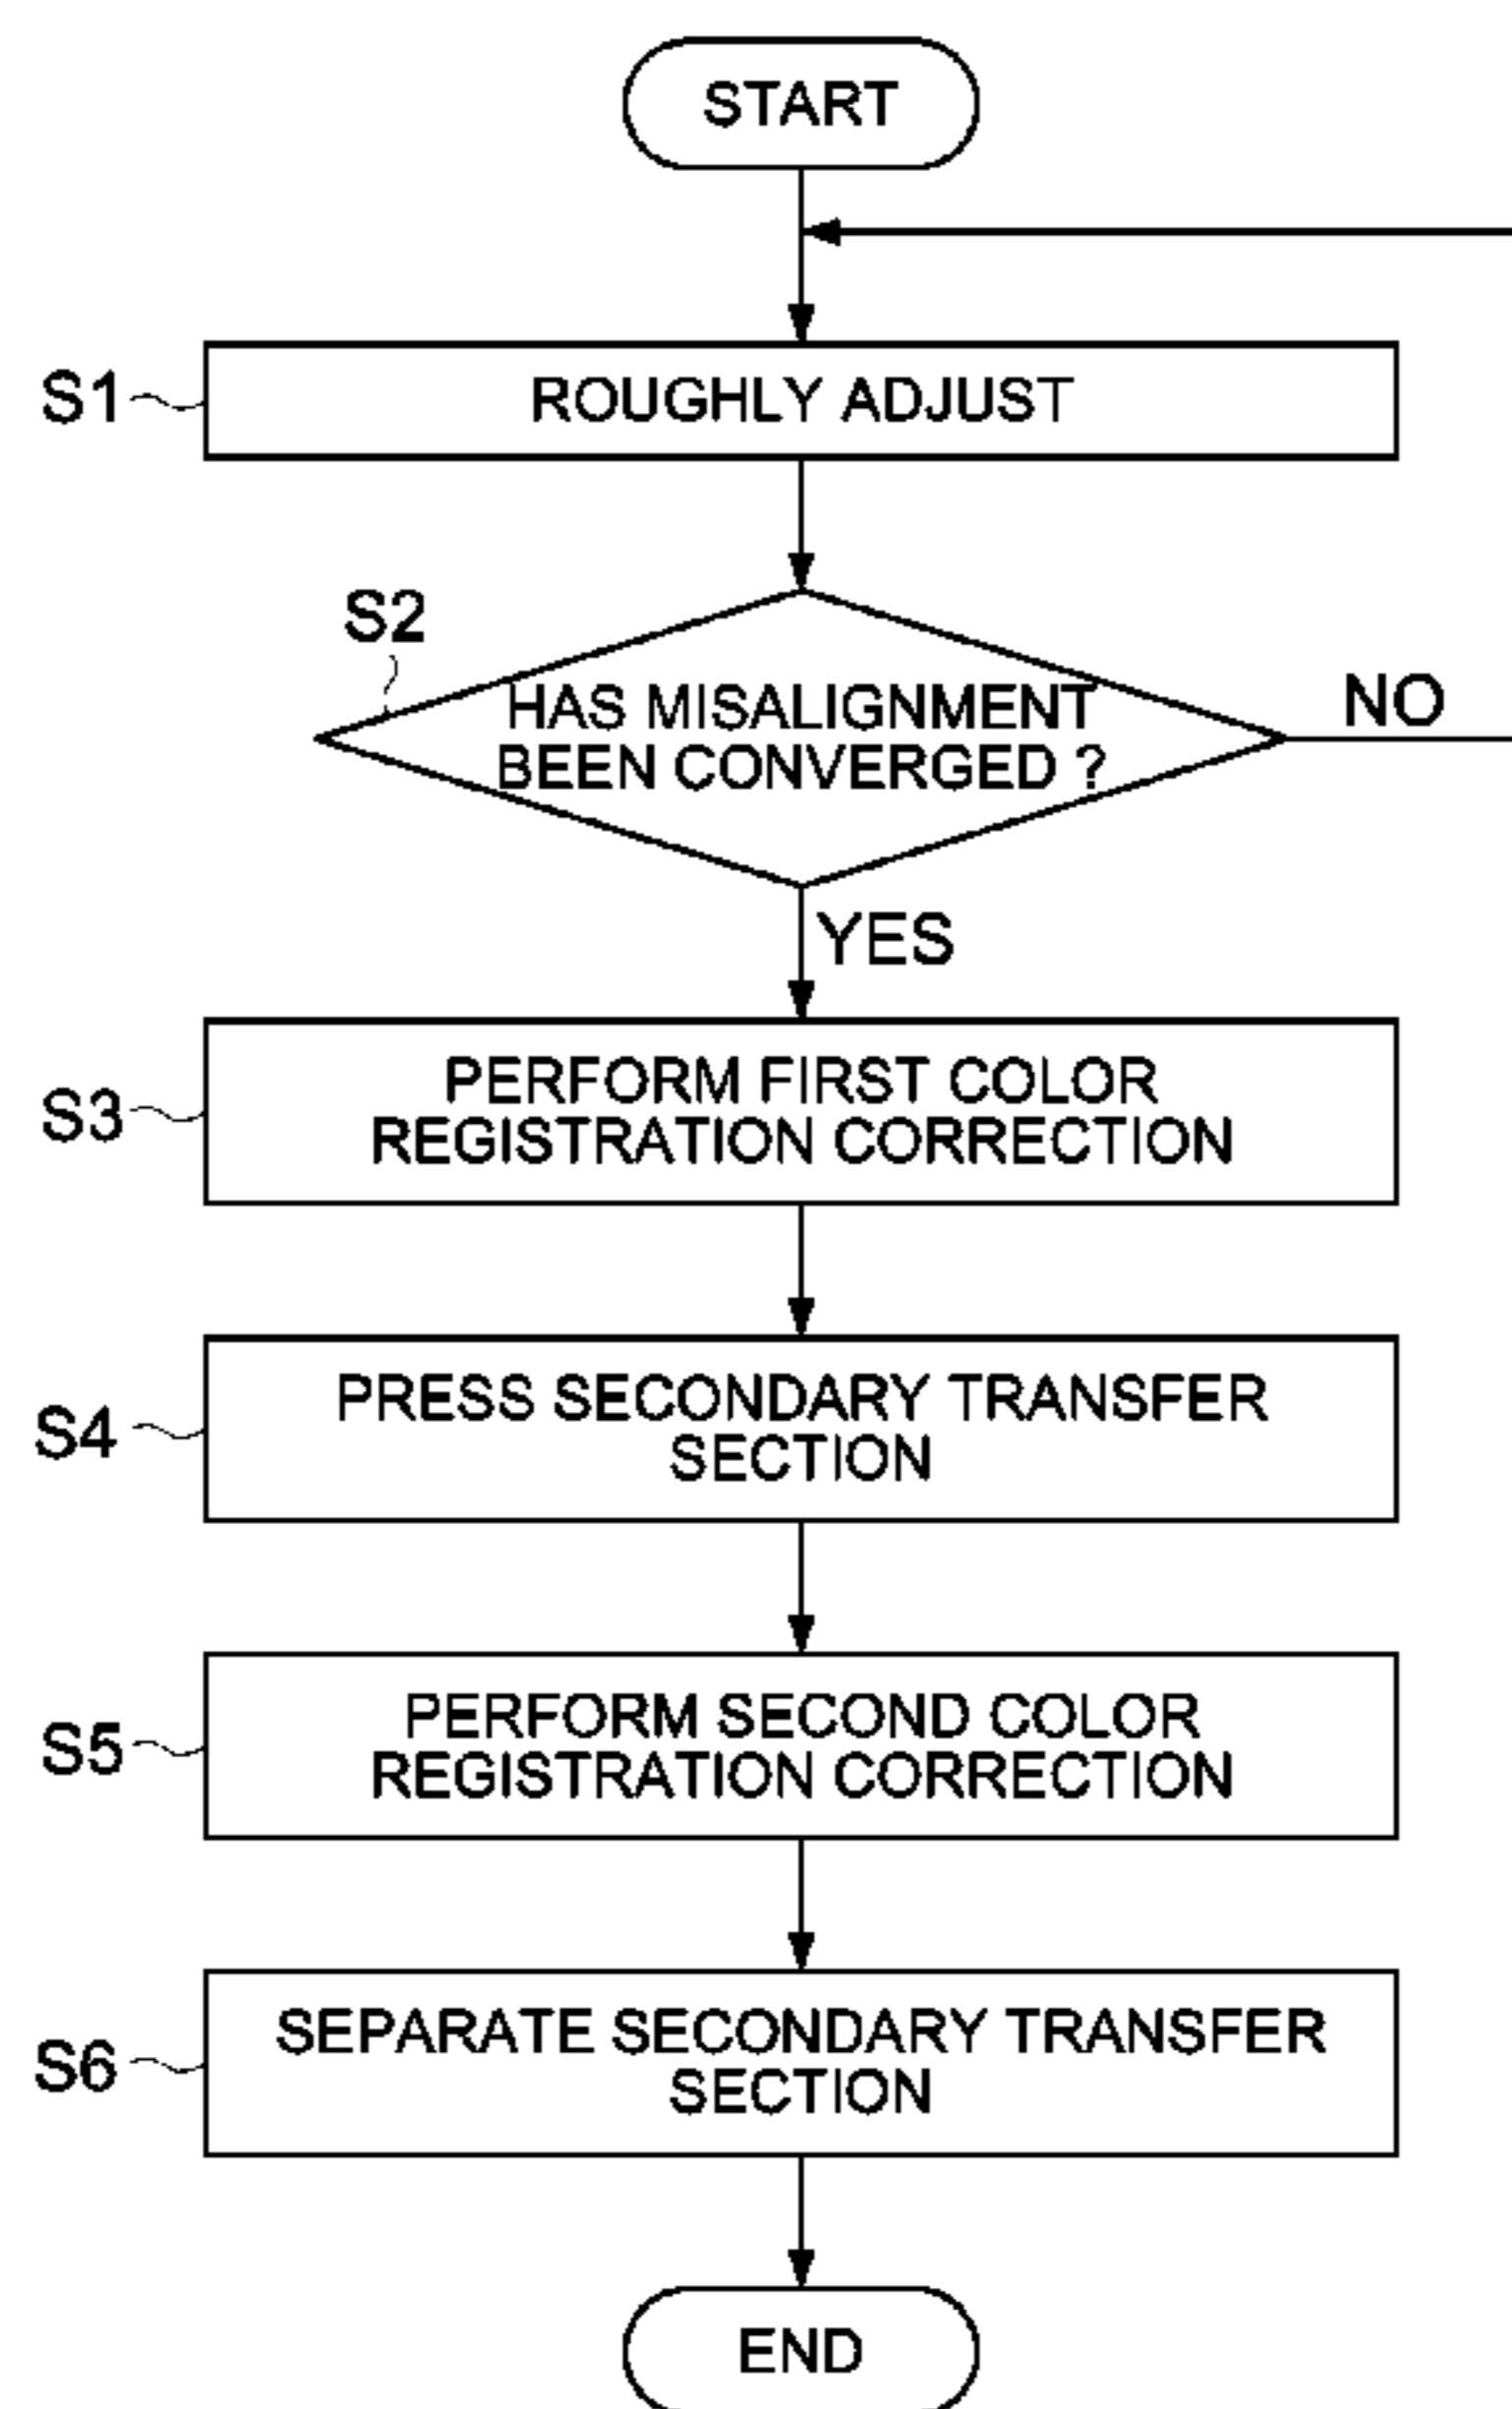 START
S1
ROUGHLY ADJUST
S2
HAS MISALIGNMENT
BEEN CONVERGED ?
NO
YES
S3
PERFORM FIRST COLOR
REGISTRATION CORRECTION
S4
PRESS SECONDARY TRANSFER
SECTION
S5
PERFORM SECOND COLOR
REGISTRATION CORRECTION
S6
SEPARATE SECONDARY TRANSFER
SECTION
END